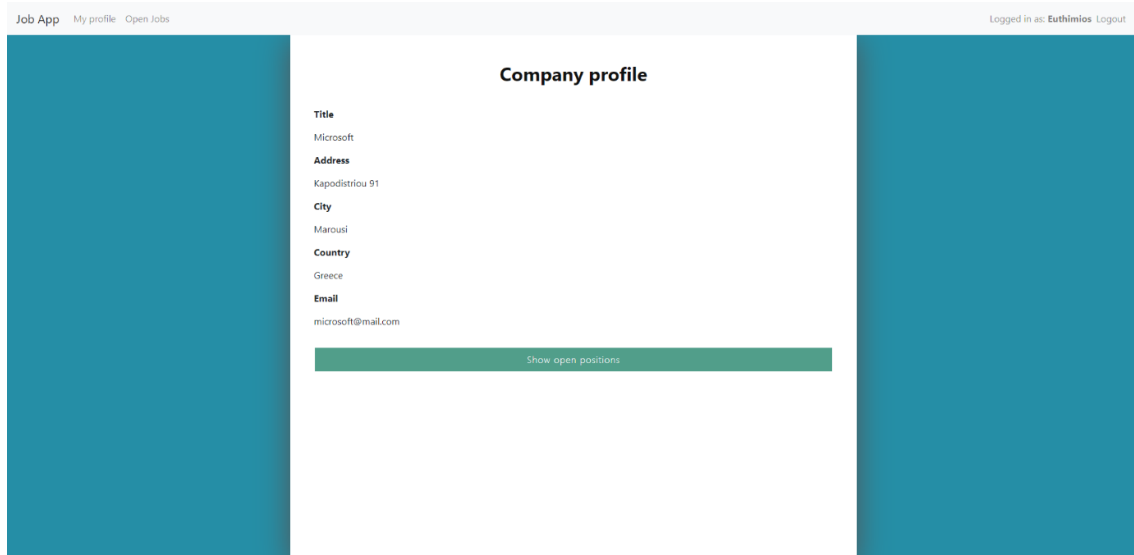 Job App My profile Open Jobs Logged in as: Euthimios Logout
Company profile
Title
Microsoft
Address
Kapodistriou 91
City
Marousi
Country
Greece
Email
microsoft@mail.com
Show open positions